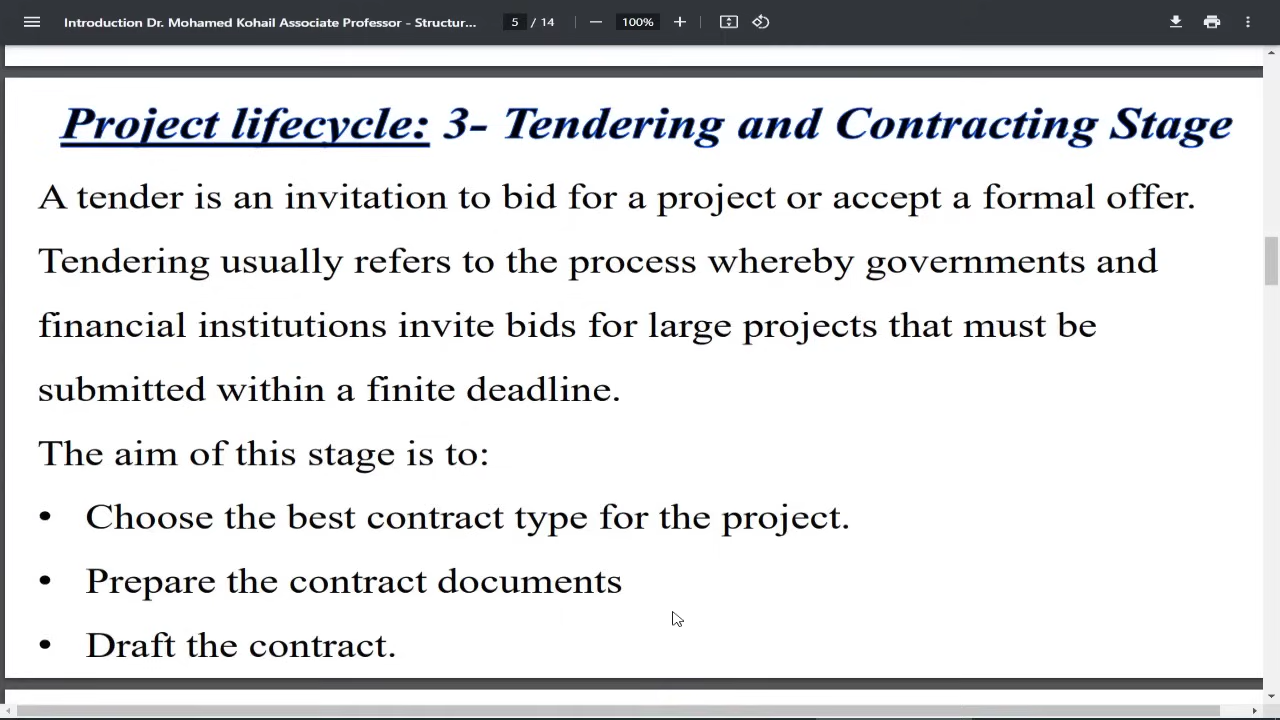 Introduction Dr. Mohamed Kohail Associate Professor - Structur...
5 / 14
100%
Project lifecycle: 3- Tendering and Contracting Stage
A tender is an invitation to bid for a project or accept a formal offer.
Tendering usually refers to the process whereby governments and
financial institutions invite bids for large projects that must be
submitted within a finite deadline.
The aim of this stage is to:
• Choose the best contract type for the project.
• Prepare the contract documents
• Draft the contract.